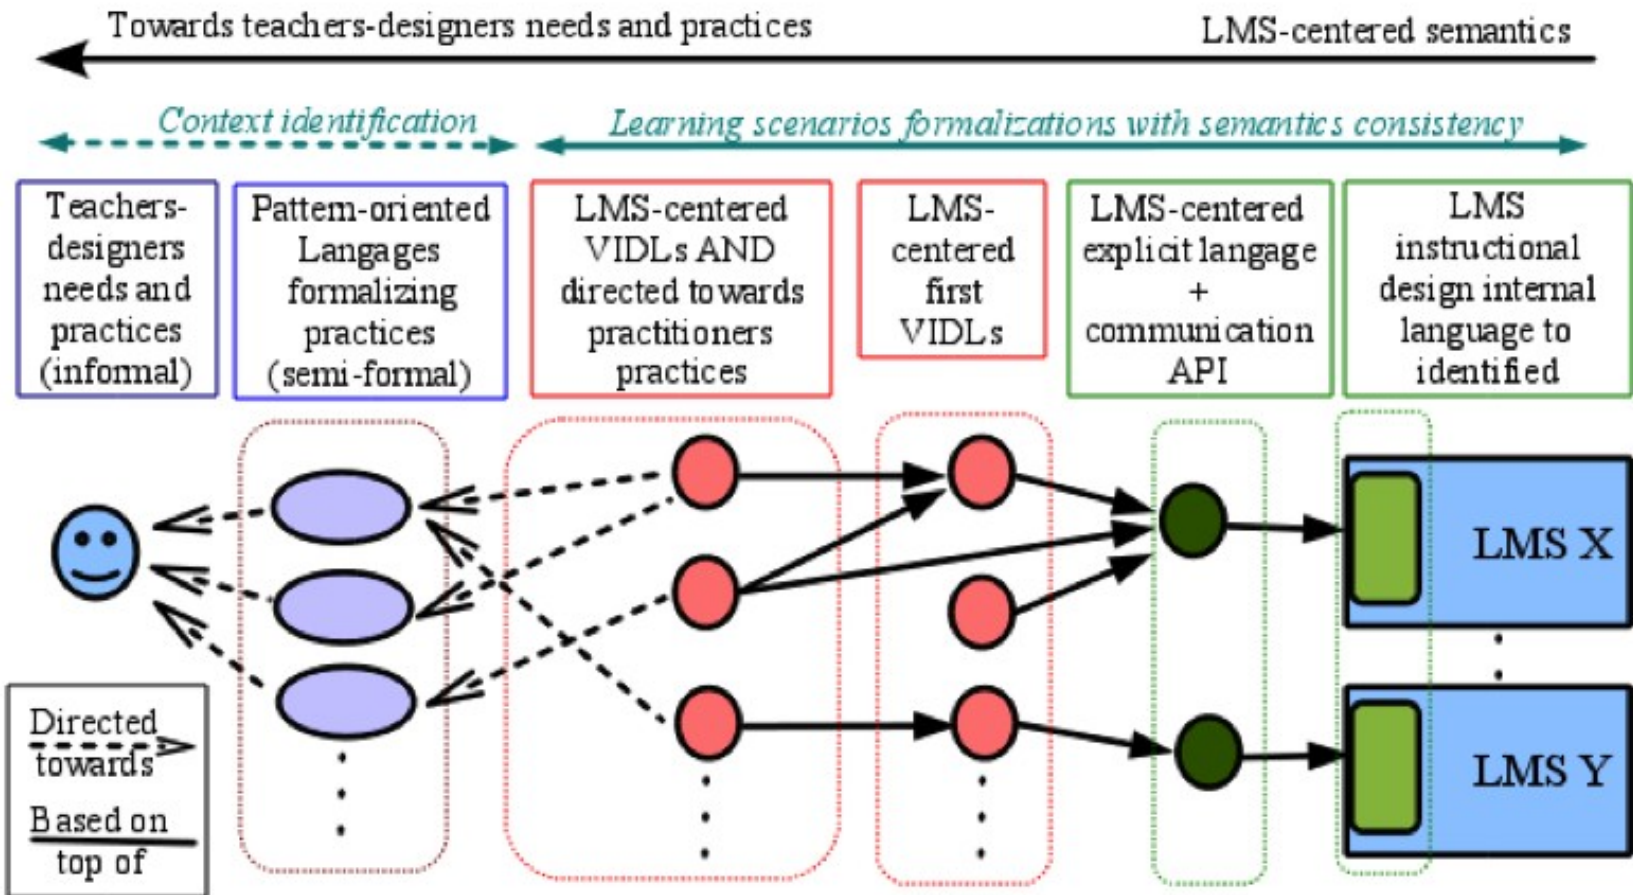 Towards teachers-designers needs and practices
LMS-centered semantics
Context identification
Learning scenarios formalizations with semantics consistency
Teachers-
designers
needs and
practices
(informal)
Pattern-oriented
Langages
formalizing
practices
(semi-formal)
LMS-centered
VIDLs AND
directed towards
practitioners
practices
LMS-
centered
first
VIDLs
LMS-centered
explicit langage
+
communication
API
LMS
instructional
design internal
language to
identified
LMS X
LMS Y
Directed
towards
Based on
top of